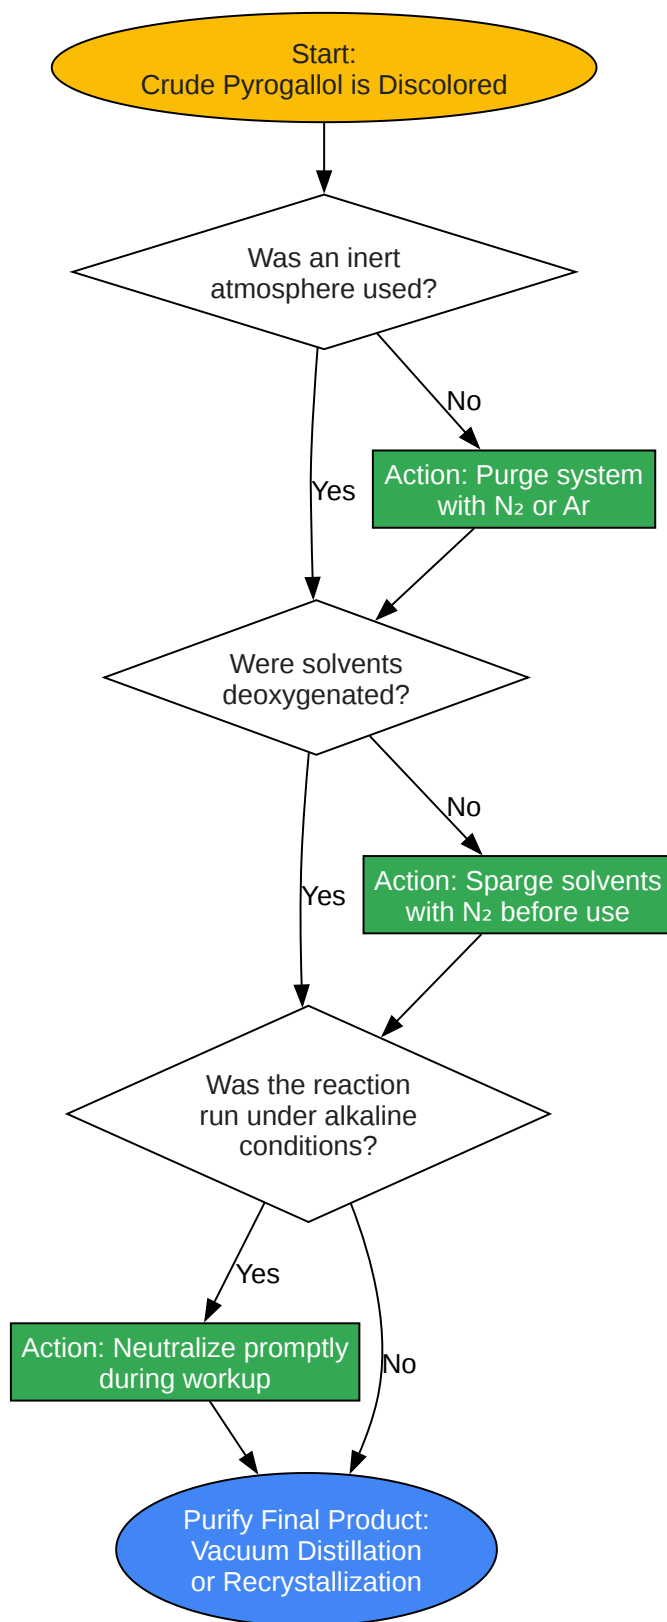 Start:
Crude Pyrogallol is Discolored
Was an inert
atmosphere used?
No
Action: Purge system
with N₂ or Ar
Yes
Were solvents
deoxygenated?
No
Action: Sparge solvents
with N₂ before use
Yes
Was the reaction
run under alkaline
conditions?
Yes
Action: Neutralize promptly
during workup
No
Purify Final Product:
Vacuum Distillation
or Recrystallization